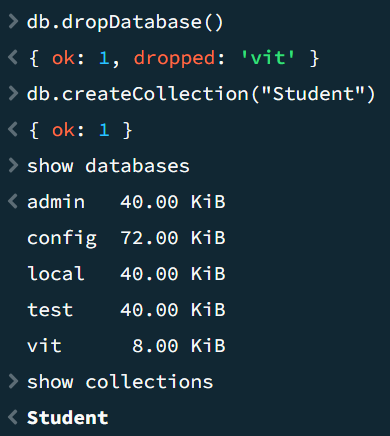 > db.dropDatabase()
< { ok: 1, dropped: 'vit' }
> db.createCollection("Student")
< { ok: 1 }
> show databases
< admin   40.00 KiB
config  72.00 KiB
local   40.00 KiB
test    40.00 KiB
vit      8.00 KiB
> show collections
< Student